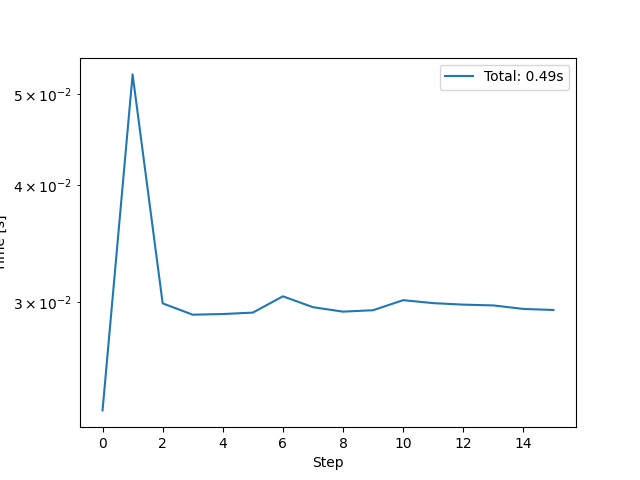 Total: 0.49s
5 × 10⁻²
4 × 10⁻²
3 × 10⁻²
Time [s]
0 2 4 6 8 10 12 14
Step